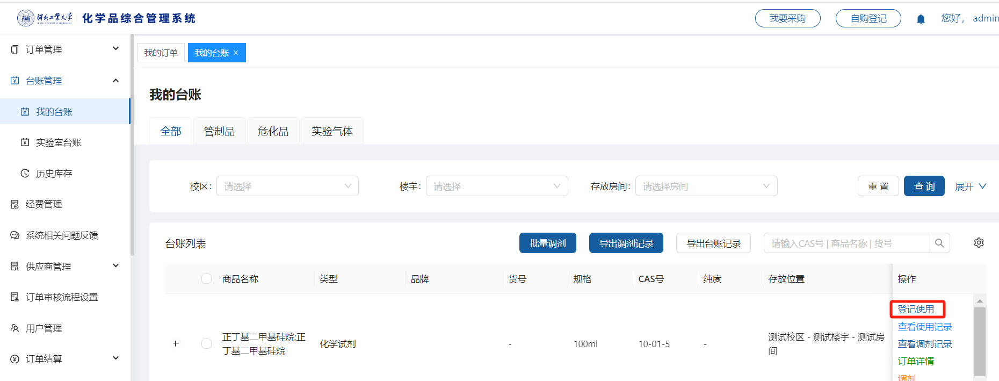 河北工业大学 化学品综合管理系统
我要采购
自购登记
您好， admin
订单管理
台账管理
我的台账
实验室台账
历史库存
经费管理
系统相关问题反馈
供应商管理
订单审核流程设置
用户管理
订单结算
我的订单
我的台账 ×
我的台账
全部
管制品
危化品
实验气体
校区: 请选择
楼宇: 请选择
存放房间: 请选择房间
重 置
查 询
展开
台账列表
批量调剂
导出调剂记录
导出台账记录
请输入CAS号 | 商品名称 | 货号
商品名称 类型 品牌 货号 规格 CAS号 纯度 存放位置 操作
+ 正丁基二甲基硅烷;正
丁基二甲基硅烷
化学试剂
-
100ml
10-01-5
-
测试校区 - 测试楼宇 - 测试房
间
登记使用
查看使用记录
查看调剂记录
订单详情
调剂